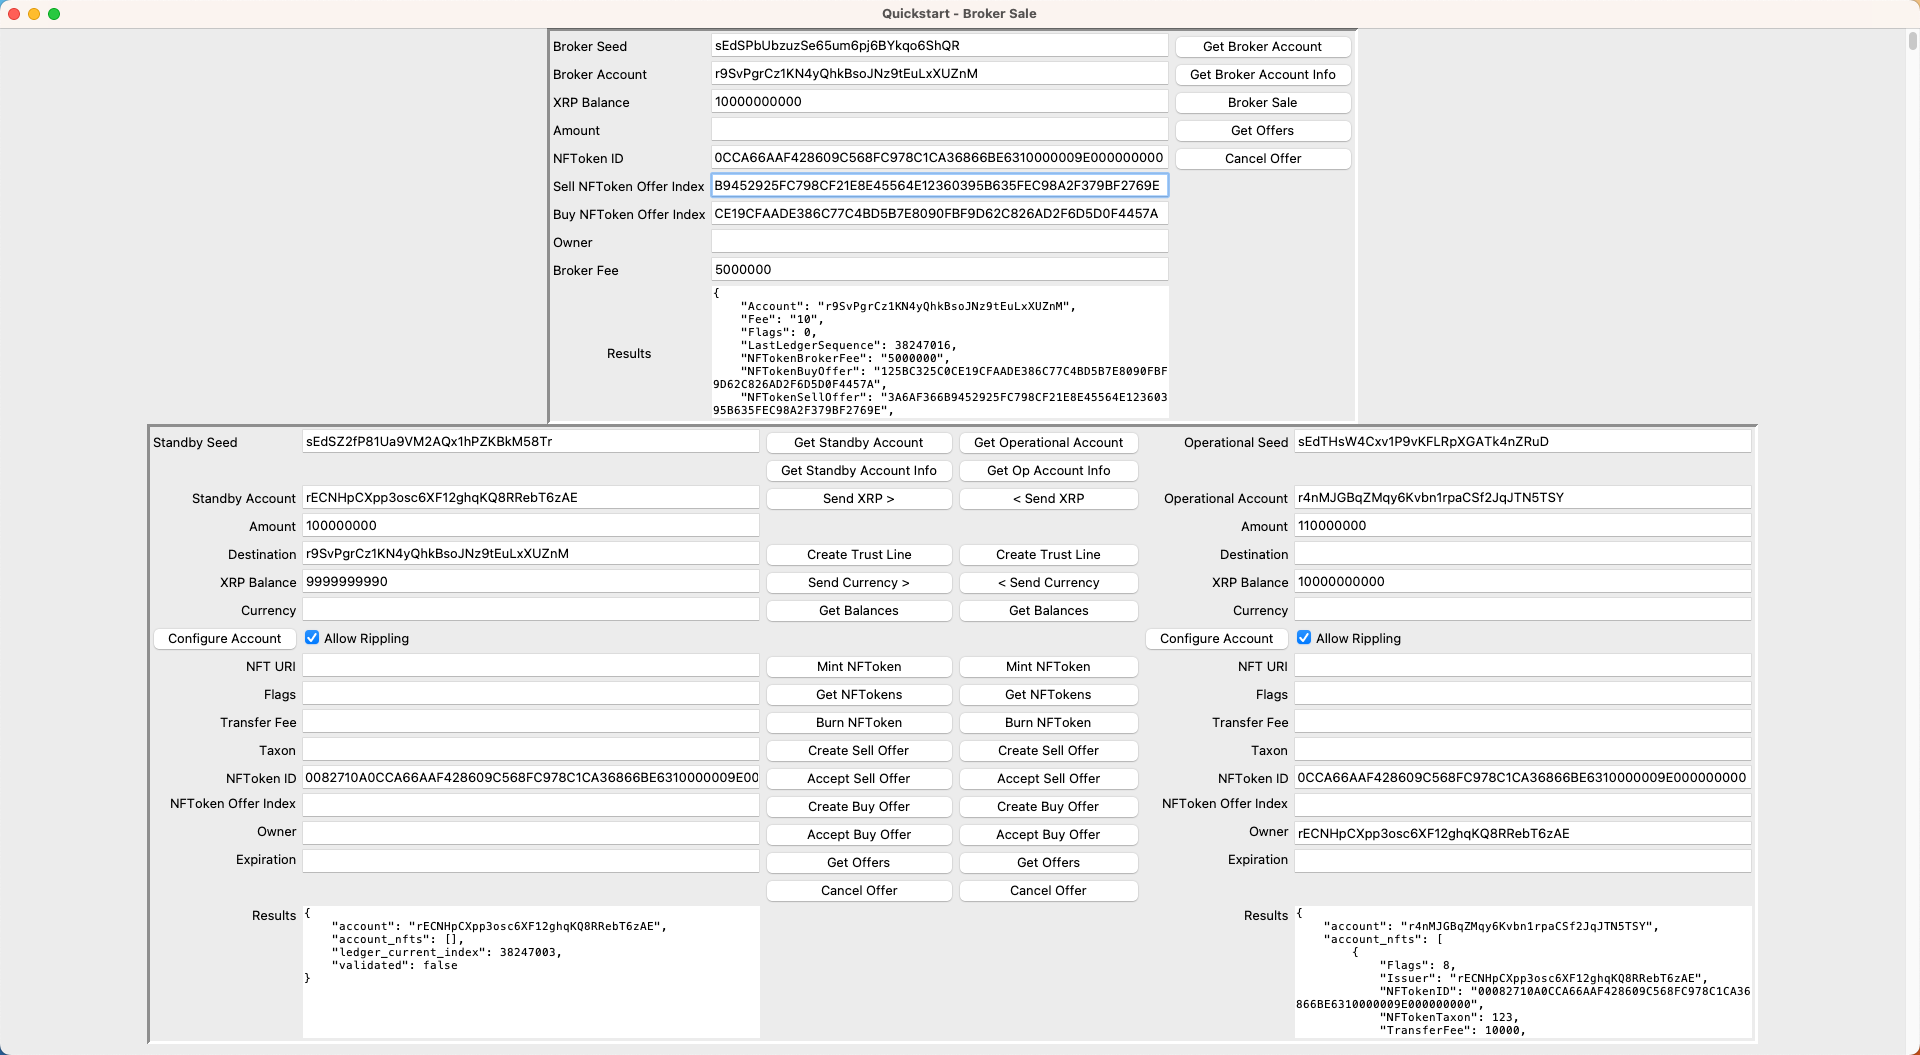 Quickstart - Broker Sale
Broker Seed sEdSPbUbzuzSe65um6pj6BYkqo6ShQR Get Broker Account
Broker Account r9SvPgrCz1KN4yQhkBsoJNz9tEuLxXUZnM Get Broker Account Info
XRP Balance 10000000000 Broker Sale
Amount Get Offers
NFToken ID 0CCA66AAF428609C568FC978C1CA36866BE6310000009E000000000 Cancel Offer
Sell NFToken Offer Index B9452925FC798CF21E8E45564E12360395B635FEC98A2F379BF2769E
Buy NFToken Offer Index CE19CFAADE386C77C4BD5B7E8090FBF9D62C826AD2F6D5D0F4457A
Owner
Broker Fee 5000000
Results
{
"Account": "r9SvPgrCz1KN4yQhkBsoJNz9tEuLxXUZnM",
"Fee": "10",
"Flags": 0,
"LastLedgerSequence": 38247016,
"NFTokenBrokerFee": "5000000",
"NFTokenBuyOffer": "125BC325C0CE19CFAADE386C77C4BD5B7E8090FBF
9D62C826AD2F6D5D0F4457A",
"NFTokenSellOffer": "3A6AF366B9452925FC798CF21E8E45564E123603
95B635FEC98A2F379BF2769E",
Standby Seed sEdSZ2fP81Ua9VM2AQx1hPZKBkM58Tr Get Standby Account Get Operational Account Operational Seed sEdTHsW4Cxv1P9vKFLRpXGATk4nZRuD
Get Standby Account Info Get Op Account Info
Standby Account rECNHpCXpp3osc6XF12ghqKQ8RRebT6zAE Send XRP > < Send XRP Operational Account r4nMJGBqZMqy6Kvbn1rpaCSf2JqJTN5TSY
Amount 100000000 Amount 110000000
Destination r9SvPgrCz1KN4yQhkBsoJNz9tEuLxXUZnM Create Trust Line Create Trust Line Destination
XRP Balance 9999999990 Send Currency > < Send Currency XRP Balance 10000000000
Currency Get Balances Get Balances Currency
Configure Account Allow Rippling Configure Account Allow Rippling
NFT URI Mint NFToken Mint NFToken NFT URI
Flags Get NFTokens Get NFTokens Flags
Transfer Fee Burn NFToken Burn NFToken Transfer Fee
Taxon Create Sell Offer Create Sell Offer Taxon
NFToken ID 0082710A0CCA66AAF428609C568FC978C1CA36866BE6310000009E00 Accept Sell Offer Accept Sell Offer NFToken ID 0CCA66AAF428609C568FC978C1CA36866BE6310000009E000000000
NFToken Offer Index Create Buy Offer Create Buy Offer NFToken Offer Index
Owner Accept Buy Offer Accept Buy Offer Owner rECNHpCXpp3osc6XF12ghqKQ8RRebT6zAE
Expiration Get Offers Get Offers Expiration
Cancel Offer Cancel Offer
Results
{
"account": "rECNHpCXpp3osc6XF12ghqKQ8RRebT6zAE",
"account_nfts": [],
"ledger_current_index": 38247003,
"validated": false
}
Results
{
"account": "r4nMJGBqZMqy6Kvbn1rpaCSf2JqJTN5TSY",
"account_nfts": [
{
"Flags": 8,
"Issuer": "rECNHpCXpp3osc6XF12ghqKQ8RRebT6zAE",
"NFTokenID": "00082710A0CCA66AAF428609C568FC978C1CA36
866BE6310000009E000000000",
"NFTokenTaxon": 123,
"TransferFee": 10000,